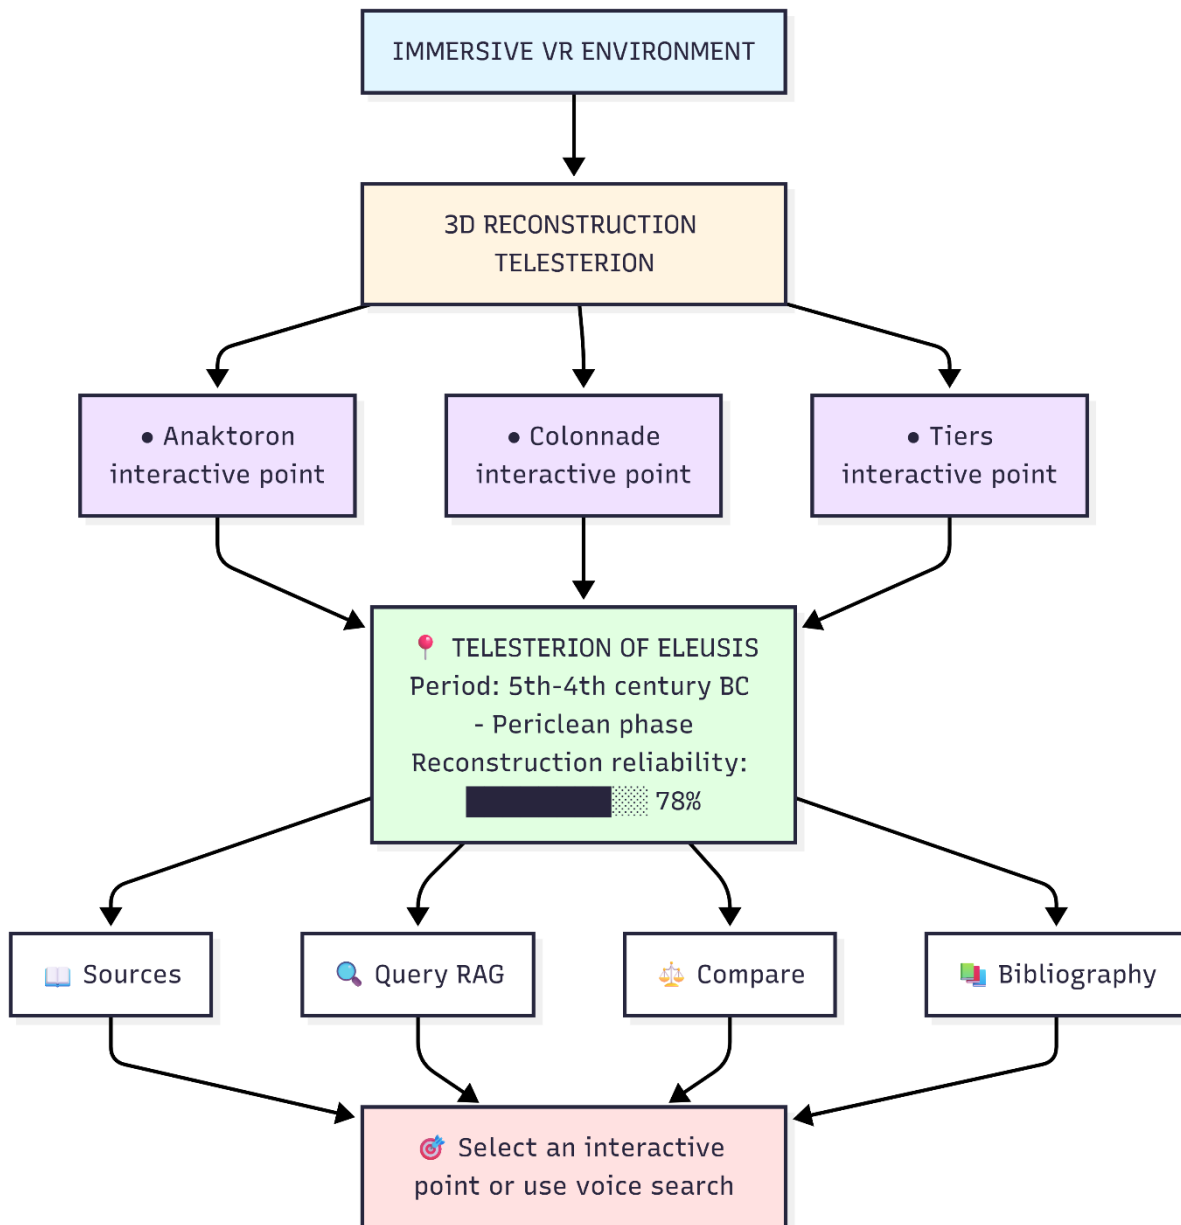 IMMERSIVE VR ENVIRONMENT
3D RECONSTRUCTION
TELESTERION
• Anaktoron
interactive point
• Colonnade
interactive point
• Tiers
interactive point
📍 TELESTERION OF ELEUSIS
Period: 5th-4th century BC
- Periclean phase
Reconstruction reliability:
78%
📖 Sources
🔍 Query RAG
⚖️ Compare
📚 Bibliography
🎯 Select an interactive
point or use voice search